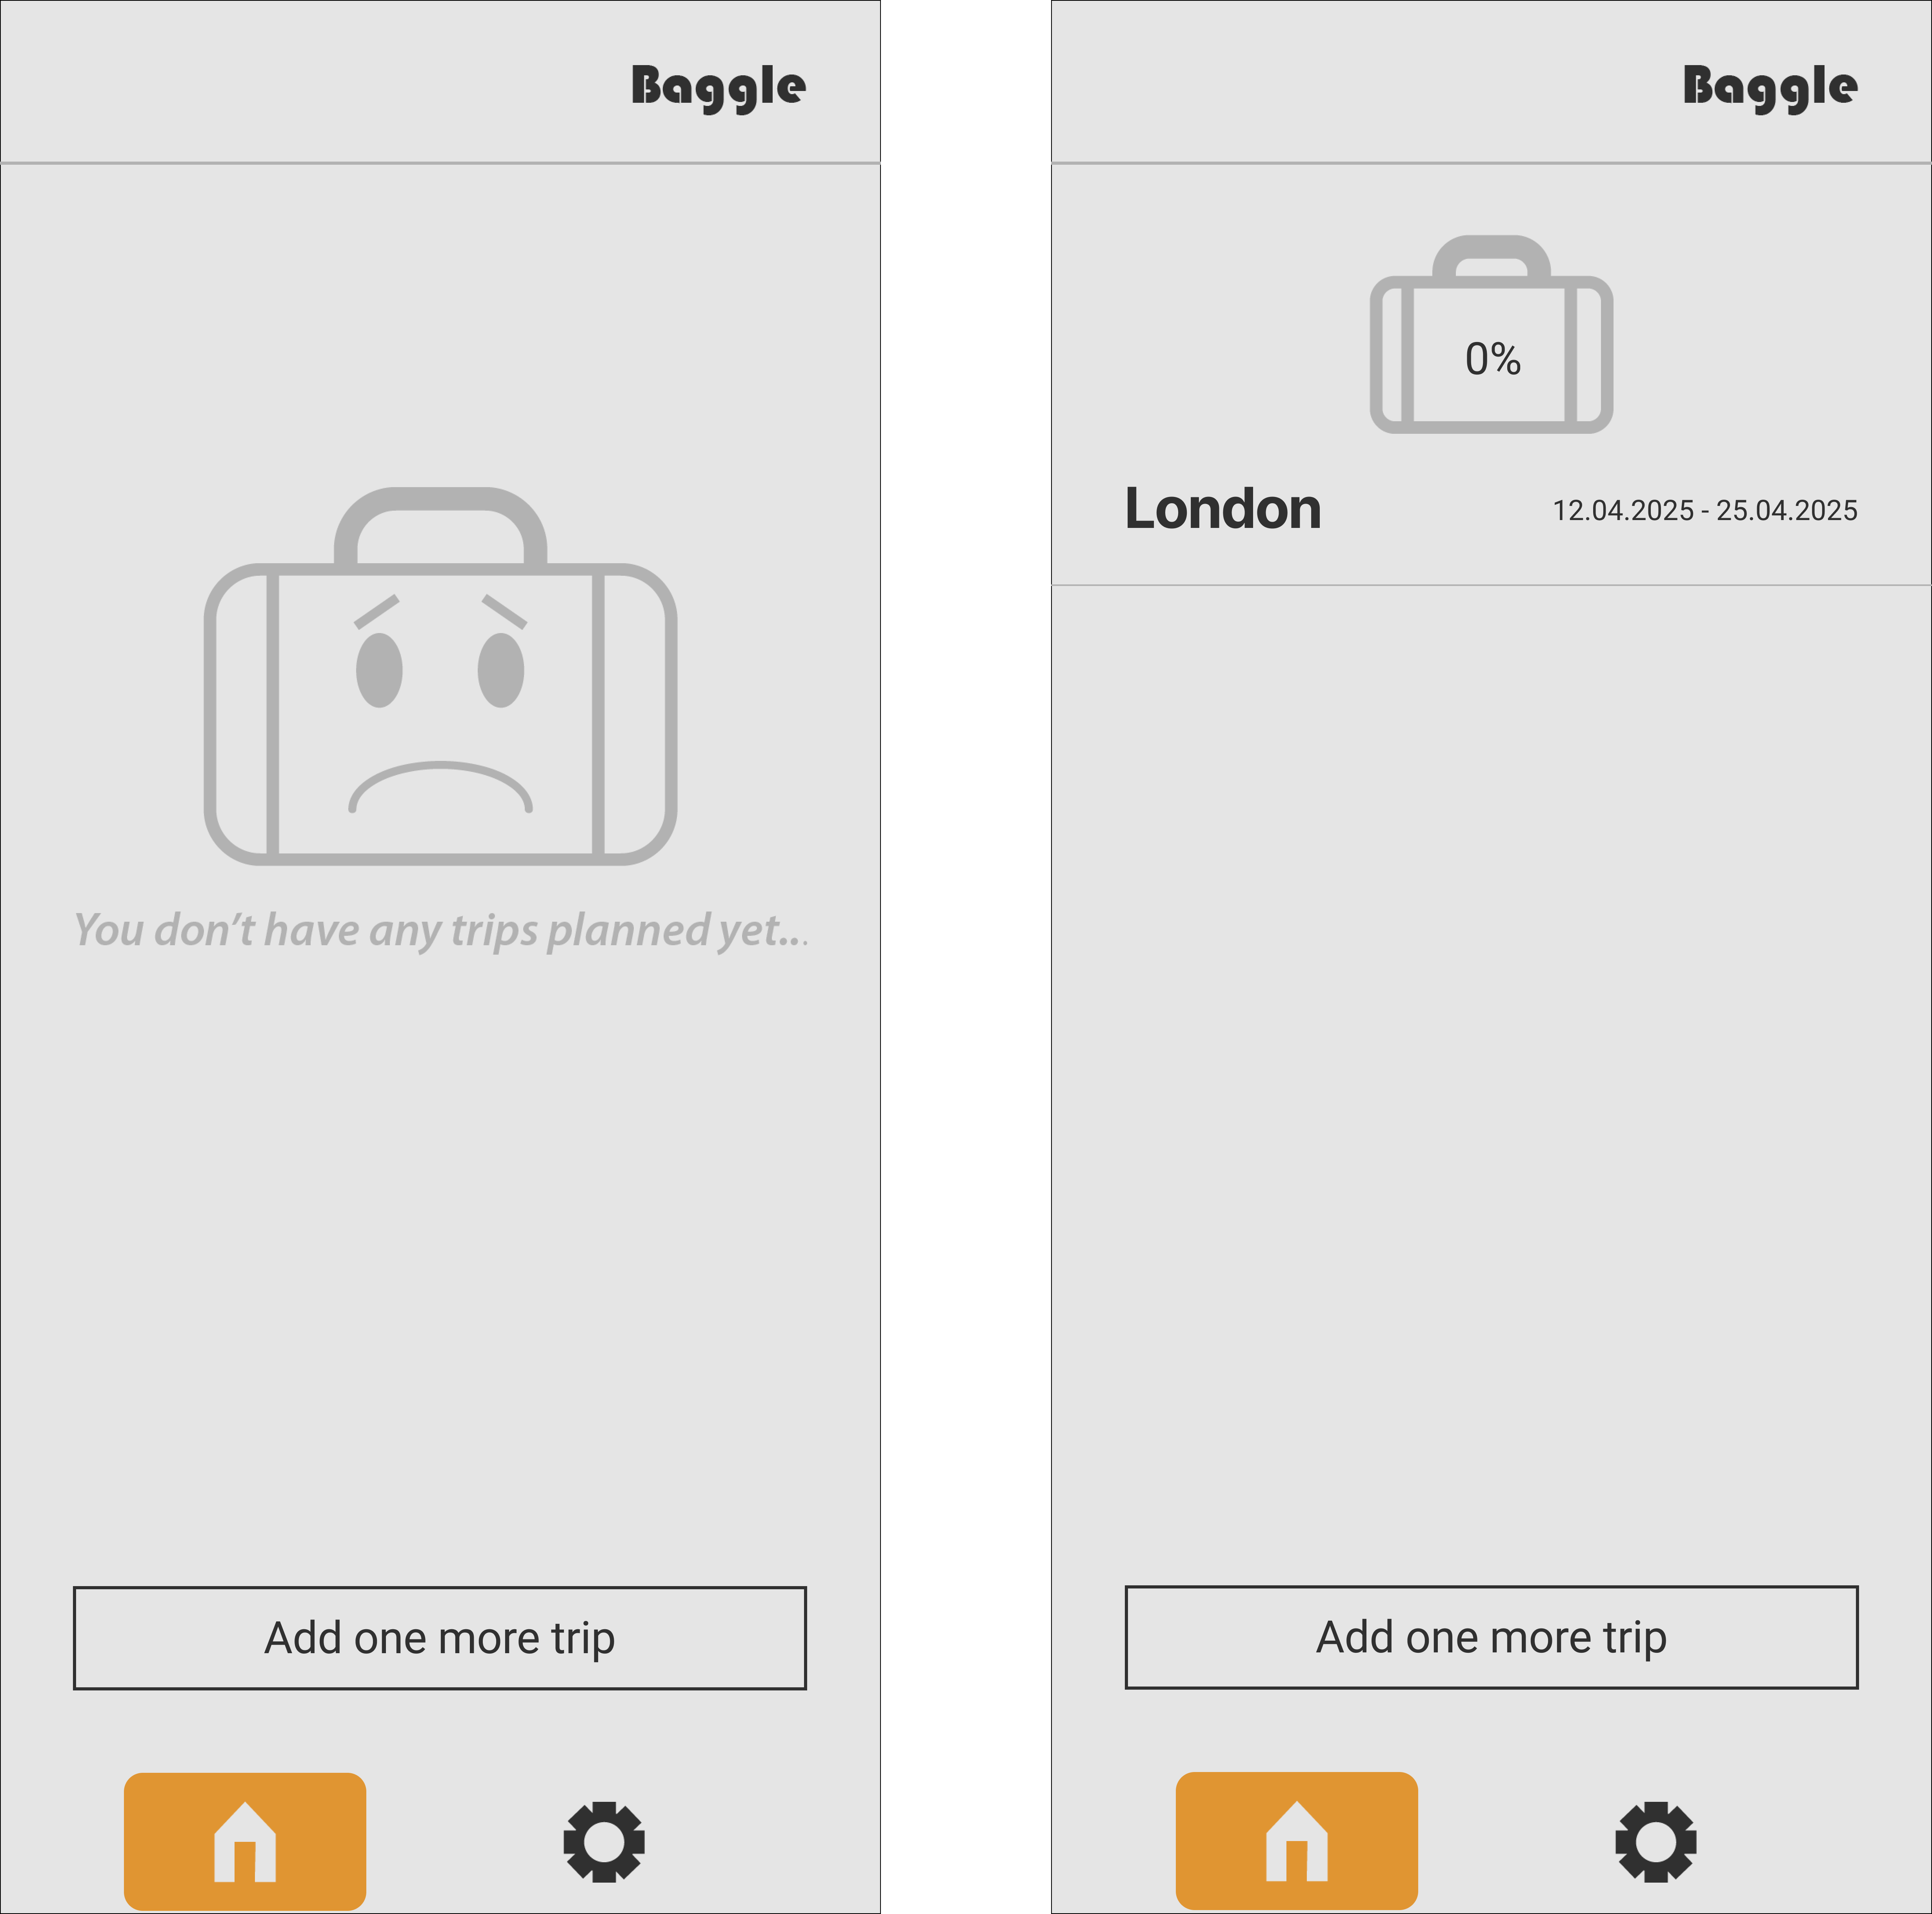 Baggle
You don’t have any trips planned yet...
Add one more trip
Baggle
0%
London
12.04.2025 - 25.04.2025
Add one more trip